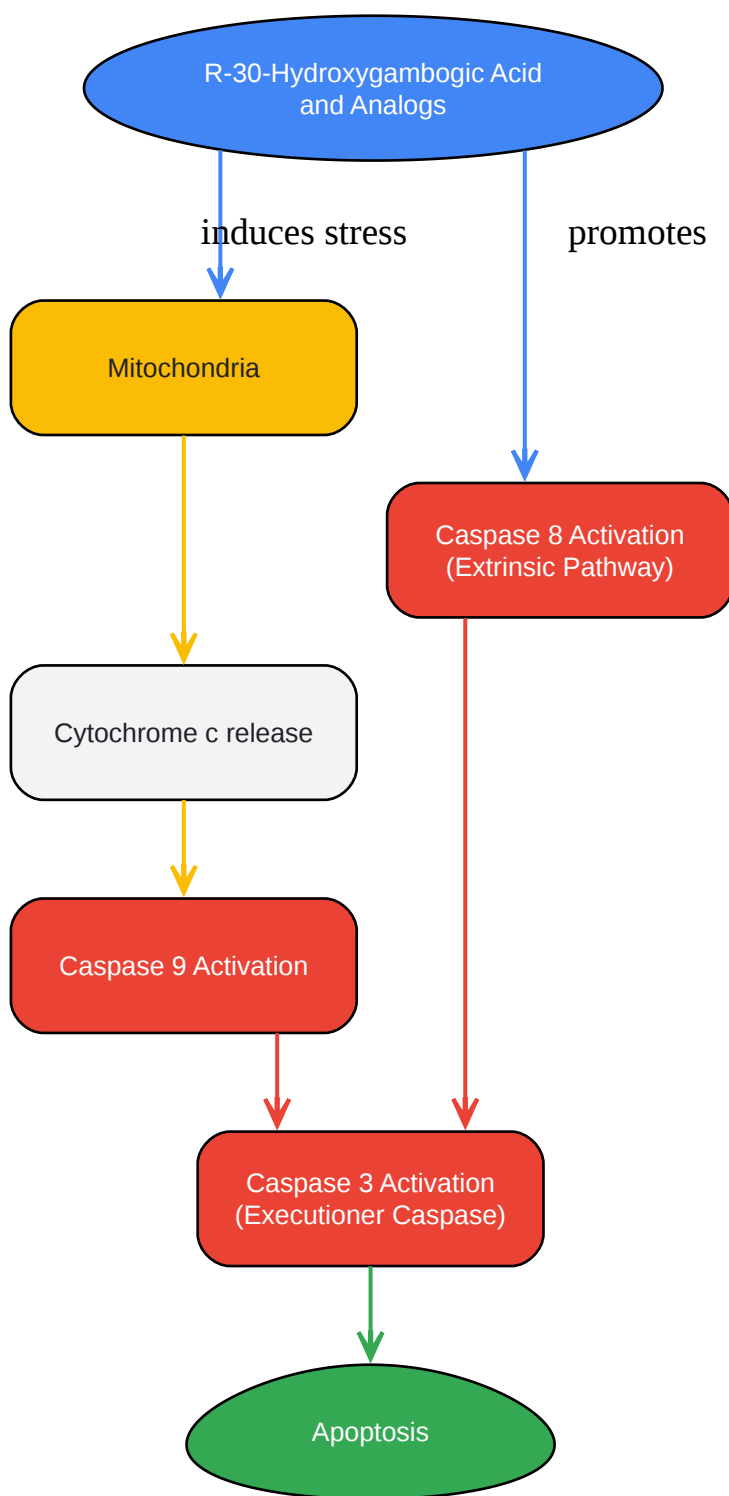 R-30-Hydroxygambogic Acid
and Analogs
induces stress
promotes
Mitochondria
Caspase 8 Activation
(Extrinsic Pathway)
Cytochrome c release
Caspase 9 Activation
Caspase 3 Activation
(Executioner Caspase)
Apoptosis